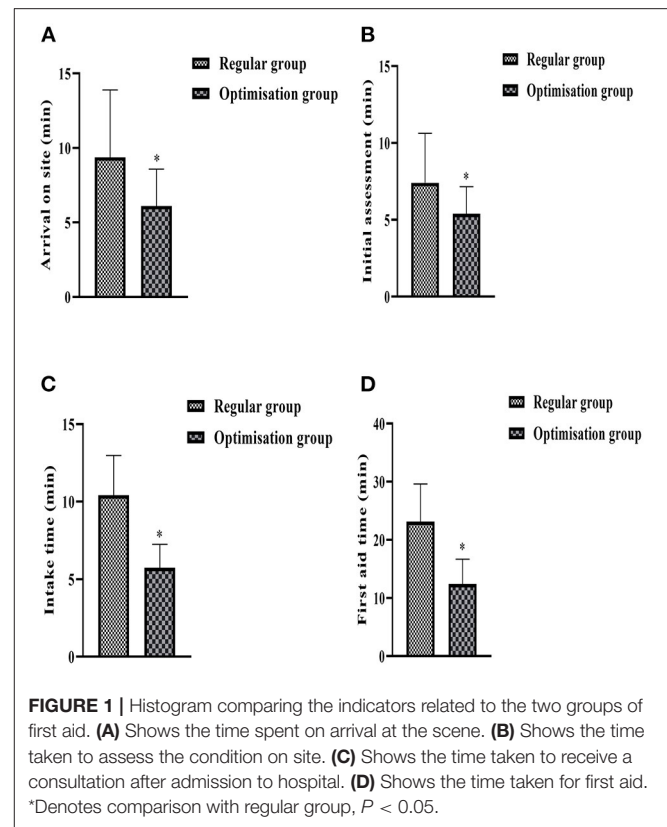 A
Regular group
Optimisation group
15
10
5
0
Arrival on site (min)
*
B
Regular group
Optimisation group
15
10
5
0
Initial assessment (min)
*
C
Regular group
Optimisation group
15
10
5
0
Intake time (min)
*
D
Regular group
Optimisation group
40
30
20
10
0
First aid time (min)
*
FIGURE 1 | Histogram comparing the indicators related to the two groups of
first aid. (A) Shows the time spent on arrival at the scene. (B) Shows the time
taken to assess the condition on site. (C) Shows the time taken to receive a
consultation after admission to hospital. (D) Shows the time taken for first aid.
*Denotes comparison with regular group, P < 0.05.